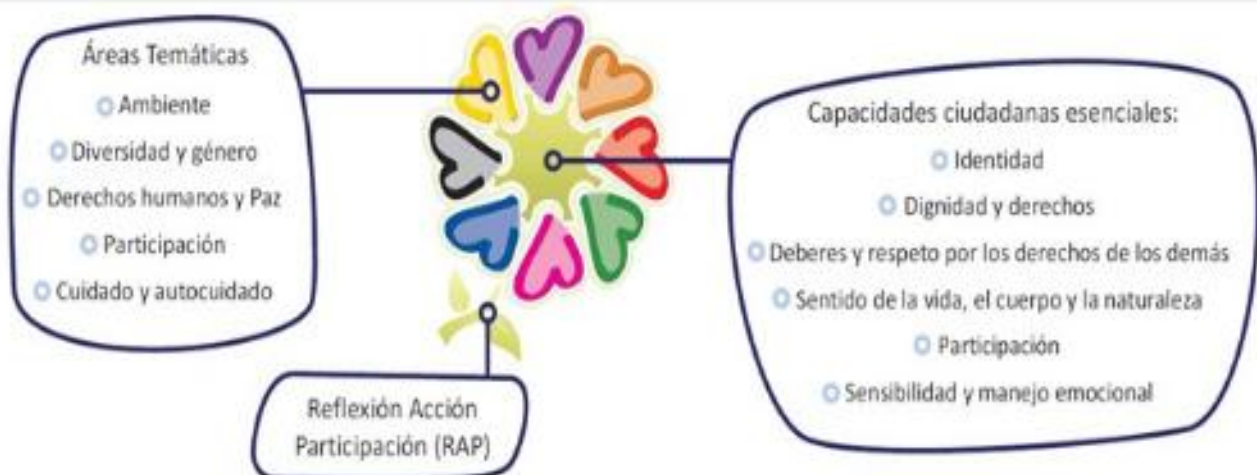 Áreas Temáticas
Ambiente
Diversidad y género
Derechos humanos y Paz
Participación
Cuidado y autocuidado
Reflexión Acción
Participación (RAP)
Capacidades ciudadanas esenciales:
Identidad
Dignidad y derechos
Deberes y respeto por los derechos de los demás
Sentido de la vida, el cuerpo y la naturaleza
Participación
Sensibilidad y manejo emocional